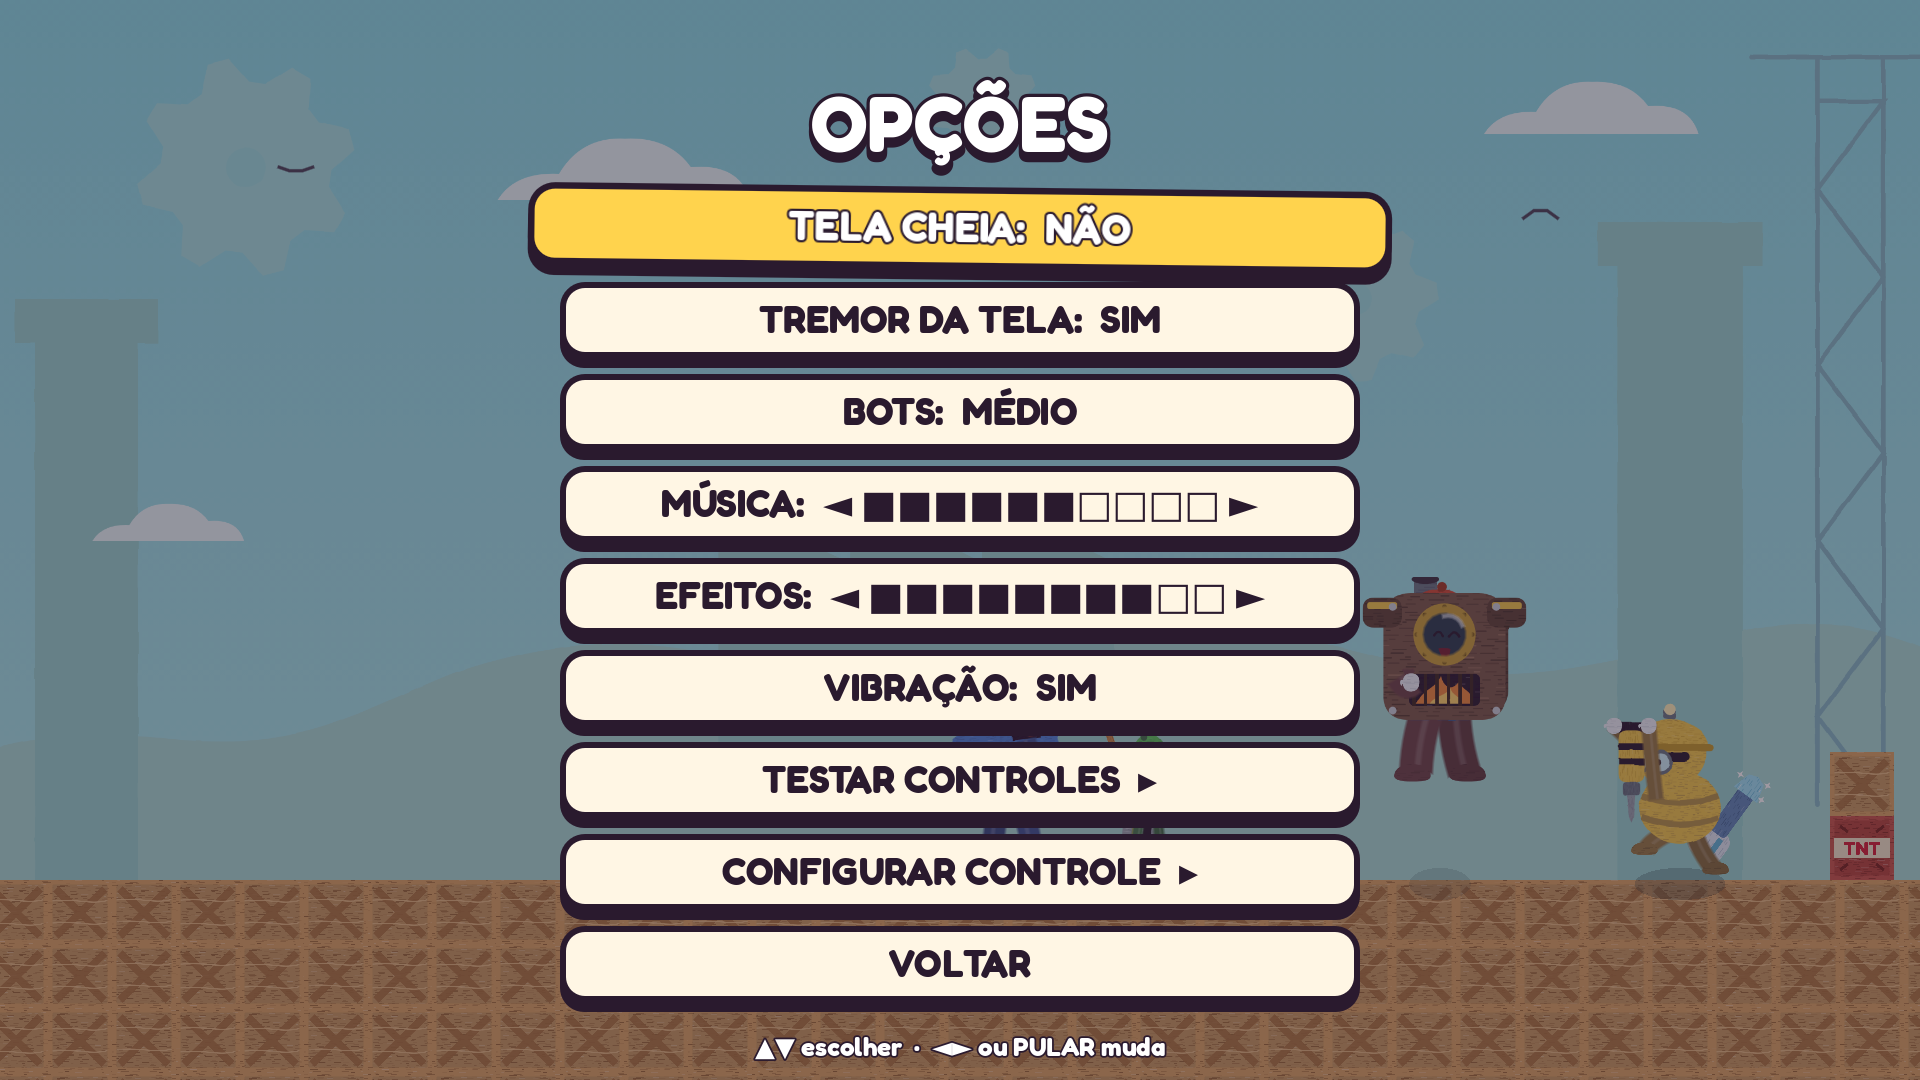 OPÇÕES
TELA CHEIA: NÃO
TREMOR DA TELA: SIM
BOTS: MÉDIO
MÚSICA: ◄ ■■■■■■□□□□ ►
EFEITOS: ◄ ■■■■■■■■□□ ►
VIBRAÇÃO: SIM
TESTAR CONTROLES ►
CONFIGURAR CONTROLE ►
VOLTAR
TNT
▲▼ escolher · ◄► ou PULAR muda